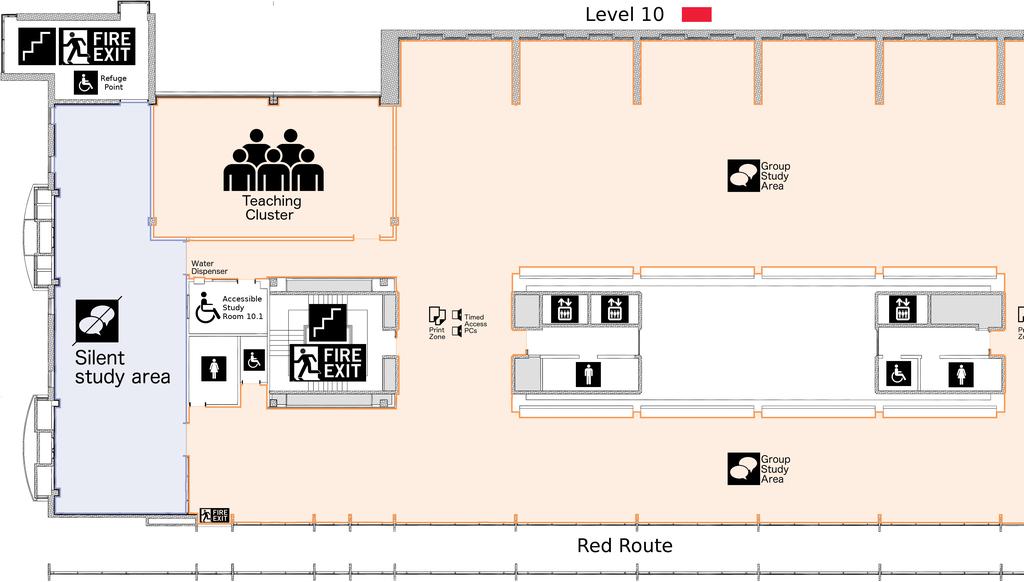 Level 10
FIRE
EXIT
Refuge
Point
Teaching
Cluster
Group
Study
Area
Water
Dispenser
Accessible
Study
Room 10.1
Silent
study area
FIRE
EXIT
Print
Zone
Timed
Access
PCs
Group
Study
Area
FIRE
EXIT
Red Route